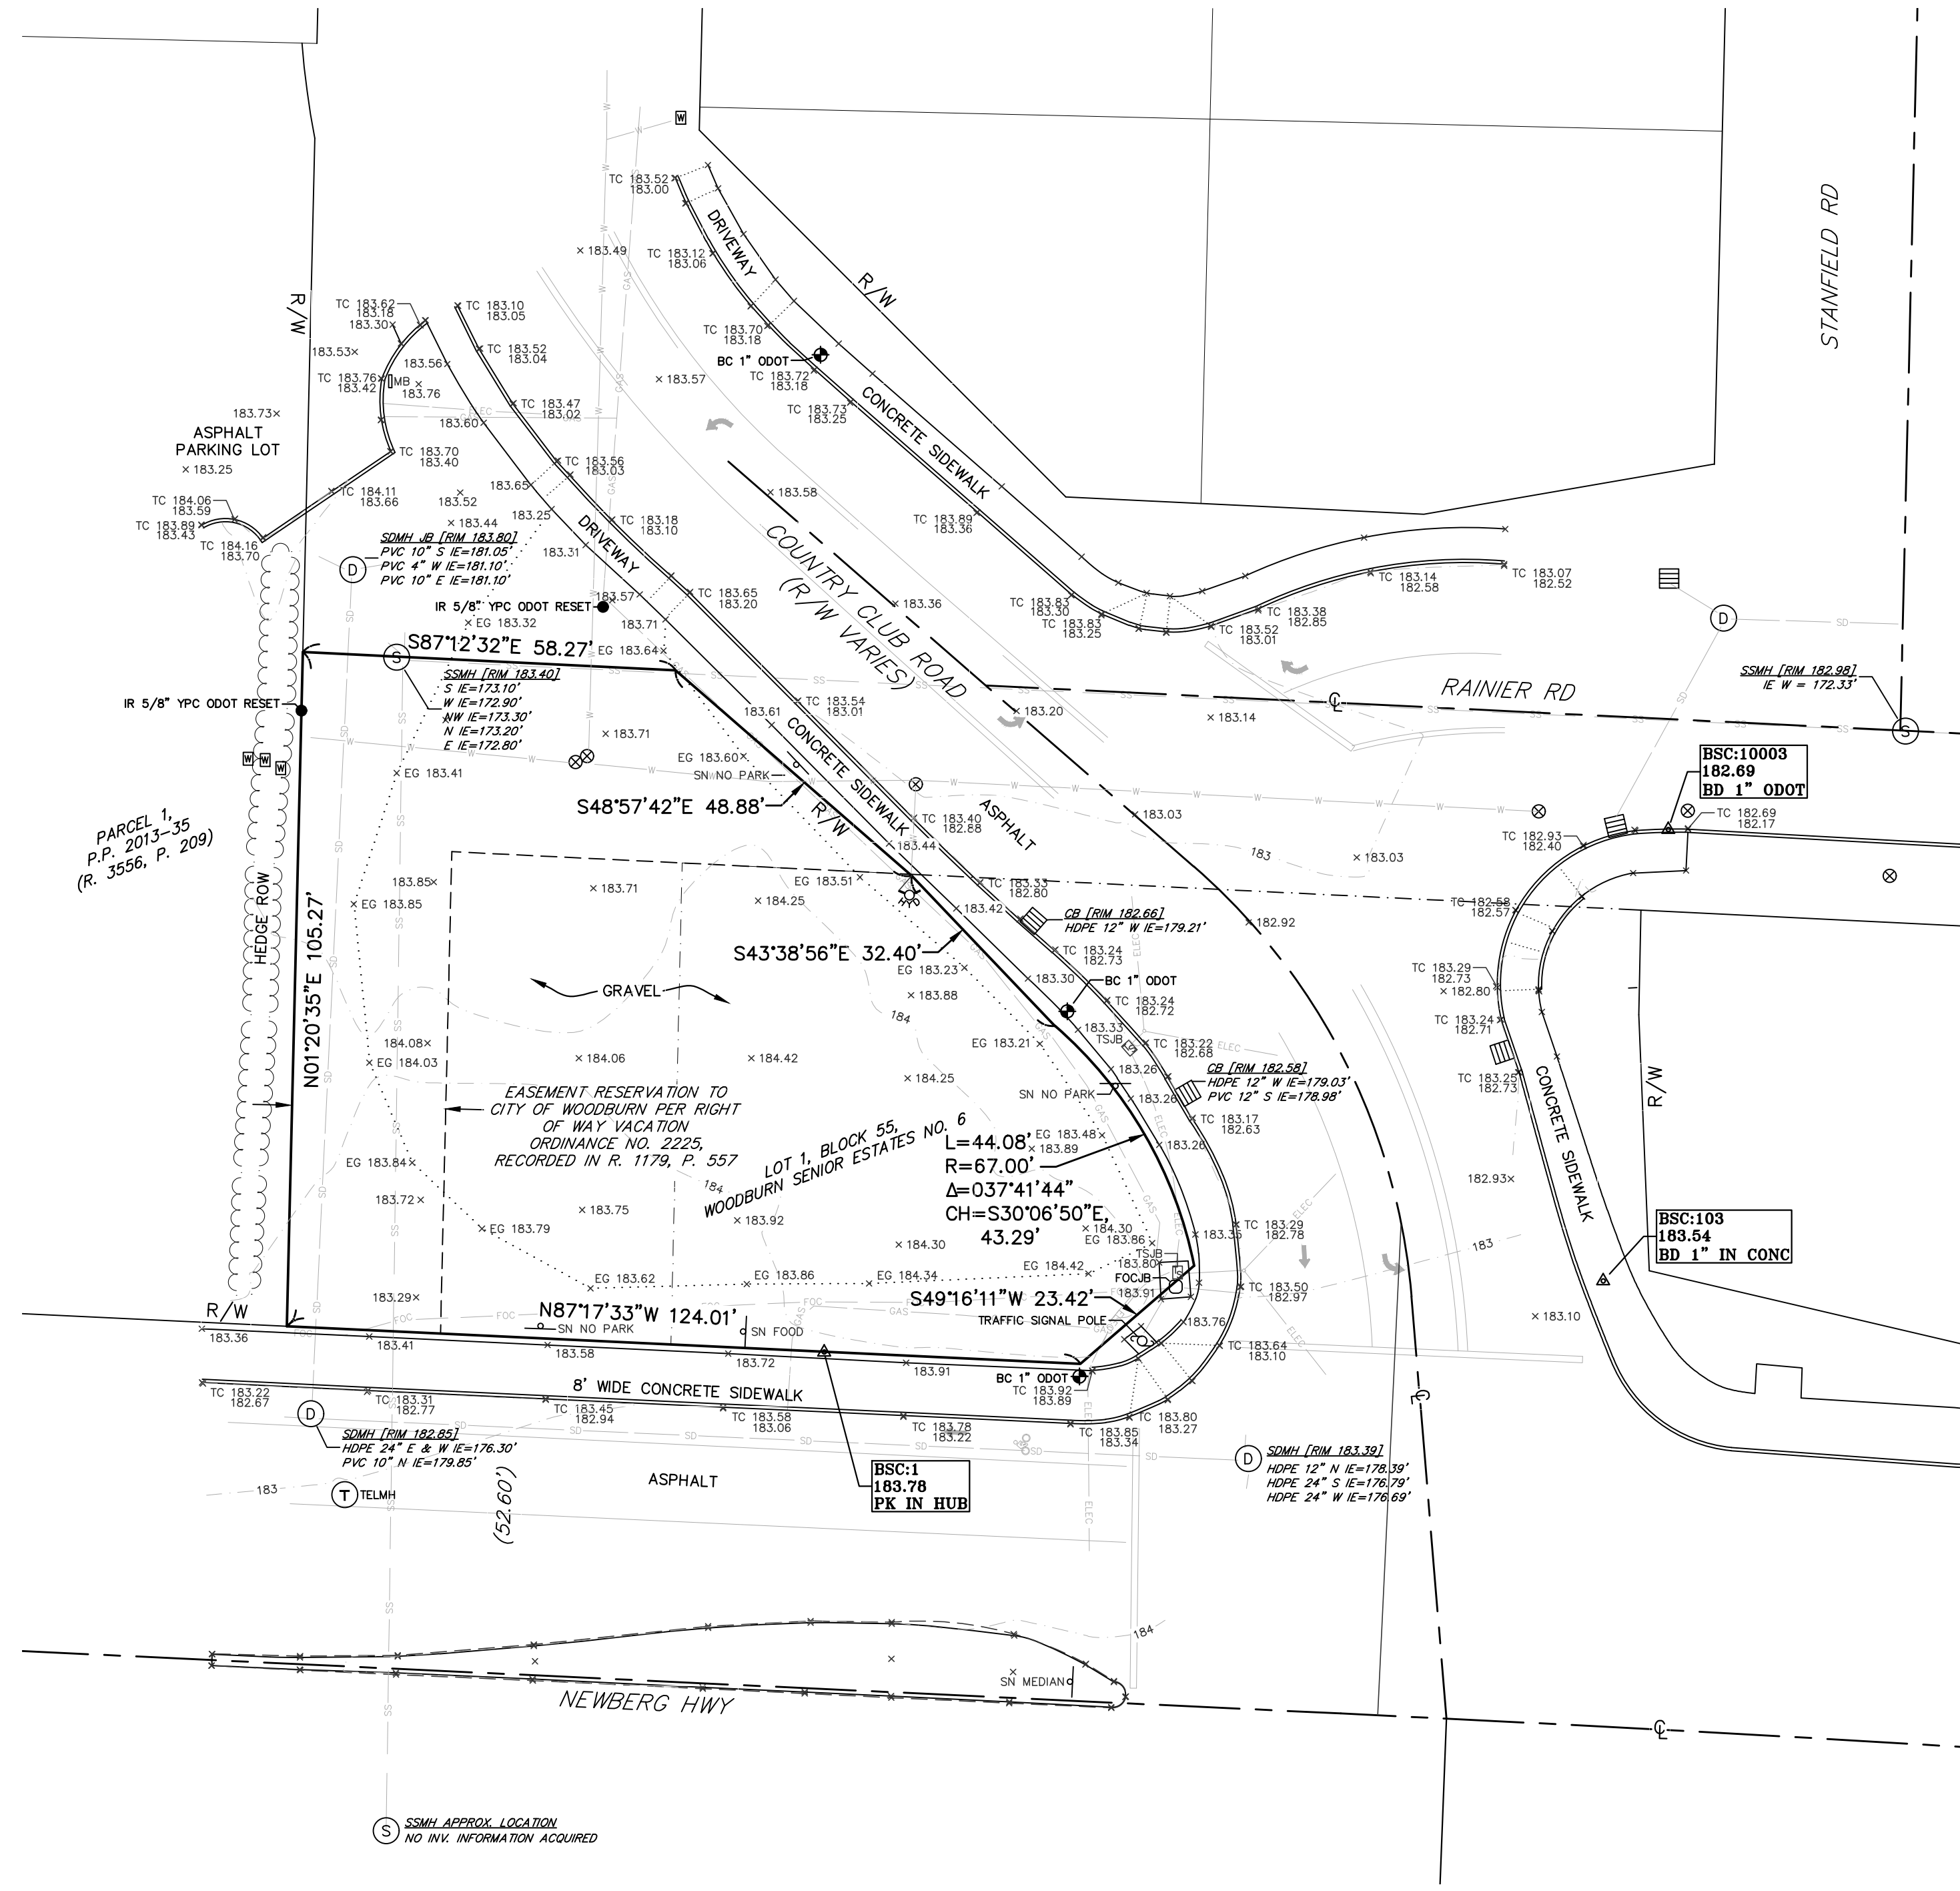 W
TC 183.52
183.00
DRIVEWAY
× 183.49
TC 183.12
183.06
R/W
STANFIELD RD
R/W
TC 183.62
183.18
183.30×
TC 183.10
183.05
TC 183.70
183.18
BC 1" ODOT
183.53×
183.56
TC 183.52
183.04
TC 183.76
183.42
MB
183.76
× 183.57
TC 183.72
183.18
TC 183.47
183.02
TC 183.73
183.25
CONCRETE SIDEWALK
183.73×
183.60
ELEC
GAS
ASPHALT
PARKING LOT
× 183.25
TC 183.70
183.40
TC 183.56
183.03
183.65
TC 184.11
183.66
183.52
× 183.58
TC 184.06
183.59
TC 183.89
183.43
TC 184.16
183.70
× 183.44
183.25
TC 183.18
183.10
TC 183.89
183.36
DRIVEWAY
COUNTRY CLUB ROAD
(R/W VARIES)
SDMH JB [RIM 183.80]
PVC 10" S IE=181.05'
PVC 4" W IE=181.10'
PVC 10" E IE=181.10'
D
183.31
IR 5/8" YPC ODOT RESET
183.57
TC 183.65
183.20
× 183.36
TC 183.83
183.30
TC 183.83
183.25
TC 183.14
182.58
TC 183.07
182.52
TC 183.38
182.85
TC 183.52
183.01
D
SD
× EG 183.32
183.71
EG 183.64×
S87°12'32"E 58.27'
S
SSMH [RIM 183.40]
S IE=173.10'
W IE=172.90'
NW IE=173.30'
N IE=173.20'
E IE=172.80'
IR 5/8" YPC ODOT RESET
RAINIER RD
SSMH [RIM 182.98]
IE W = 172.33'
S
TC 183.54
183.01
183.61
× 183.20
× 183.14
× 183.71
W
W
W
EG 183.60×
SN NO PARK
CONCRETE SIDEWALK
× EG 183.41
S48°57'42"E 48.88'
R/W
ASPHALT
BSC:10003
182.69
BD 1" ODOT
PARCEL 1,
P.P. 2013-35
(R. 3556, P. 209)
TC 183.40
182.88
183.44
× 183.03
183
× 183.03
TC 182.93
182.40
TC 182.69
182.17
HEDGE ROW
183.85×
× EG 183.85
× 183.71
× 184.25
EG 183.51 ×
TC 183.33
182.80
× 183.42
CB [RIM 182.66]
HDPE 12" W IE=179.21'
× 182.92
TC 182.58
182.57
N01°20'35"E 105.27'
S43°38'56"E 32.40'
EG 183.23×
TC 183.24
182.73
183.30
BC 1" ODOT
TC 183.29
182.73
× 182.80
GRAVEL
× 183.88
184
TC 183.24
182.72
TC 183.24
182.71
R/W
183.33
TSJB
EG 183.21 ×
TC 183.22
182.68
ELEC
184.08×
× EG 184.03
× 184.06
× 184.42
× 184.25
183.26
SN NO PARK
183.26
CB [RIM 182.58]
HDPE 12" W IE=179.03'
PVC 12" S IE=178.98'
TC 183.25
182.73
CONCRETE SIDEWALK
EASEMENT RESERVATION TO
CITY OF WOODBURN PER RIGHT
OF WAY VACATION
ORDINANCE NO. 2225,
RECORDED IN R. 1179, P. 557
LOT 1, BLOCK 55,
WOODBURN SENIOR ESTATES NO. 6
TC 183.17
182.63
EG 183.48×
× 183.89
× 183.26
L=44.08'
R=67.00'
Δ=037°41'44"
CH=S30°06'50"E,
43.29'
EG 183.84×
183.72 ×
184
182.93×
× 183.75
× EG 183.79
× 183.92
× 184.30
EG 183.86 ×
× 184.30
× 183.35
TC 183.29
182.78
183
BSC:103
183.54
BD 1" IN CONC
TSJB
183.80
FOCJB
183.91
EG 184.42
EG 183.62
EG 183.86
EG 184.34
TC 183.50
182.97
183.29×
R/W
N87°17'33"W 124.01'
FOC
S49°16'11"W 23.42'
TRAFFIC SIGNAL POLE
183.76
TC 183.64
183.10
× 183.10
183.36
183.41
SN NO PARK
183.58
SN FOOD
183.72
183.91
8' WIDE CONCRETE SIDEWALK
BC 1" ODOT
TC 183.92
183.89
TC 183.22
182.67
TC 183.31
182.77
TC 183.45
182.94
TC 183.58
183.06
TC 183.78
183.22
TC 183.85
183.34
TC 183.80
183.27
D
SDMH [RIM 182.85]
HDPE 24" E & W IE=176.30'
PVC 10" N IE=179.85'
D
SDMH [RIM 183.39]
HDPE 12" N IE=178.39'
HDPE 24" S IE=176.79'
HDPE 24" W IE=176.69'
183
T TELMH
(52.60')
ASPHALT
BSC:1
183.78
PK IN HUB
184
SN MEDIAN
NEWBERG HWY
S
SSMH APPROX. LOCATION
NO INV. INFORMATION ACQUIRED